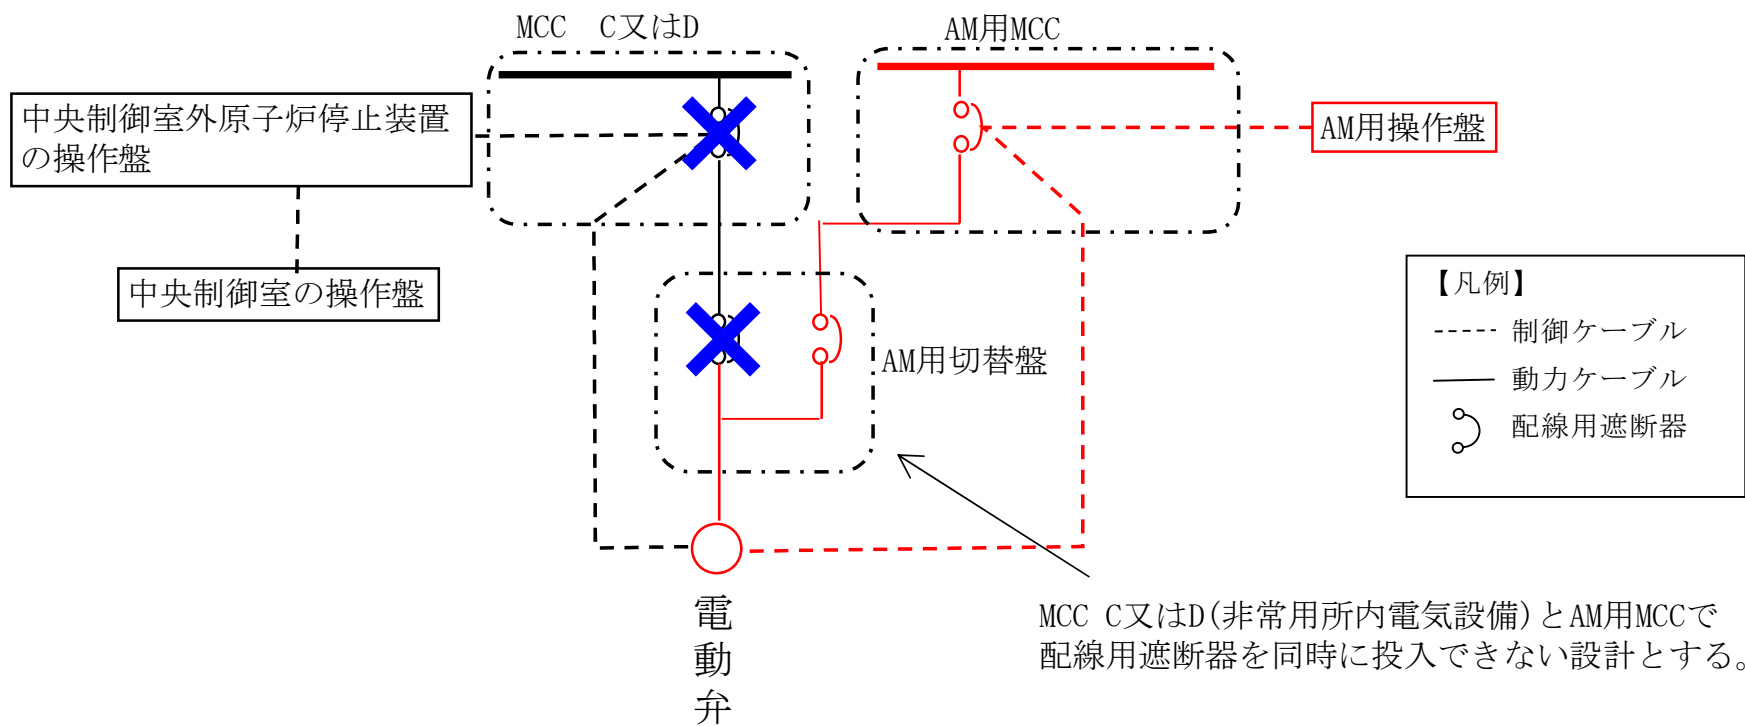 MCC　C又はD
AM用MCC
中央制御室外原子炉停止装置
の操作盤
AM用操作盤
中央制御室の操作盤
【凡例】
制御ケーブル
動力ケーブル
配線用遮断器
AM用切替盤
電動弁
MCC C又はD(非常用所内電気設備)とAM用MCCで
配線用遮断器を同時に投入できない設計とする。